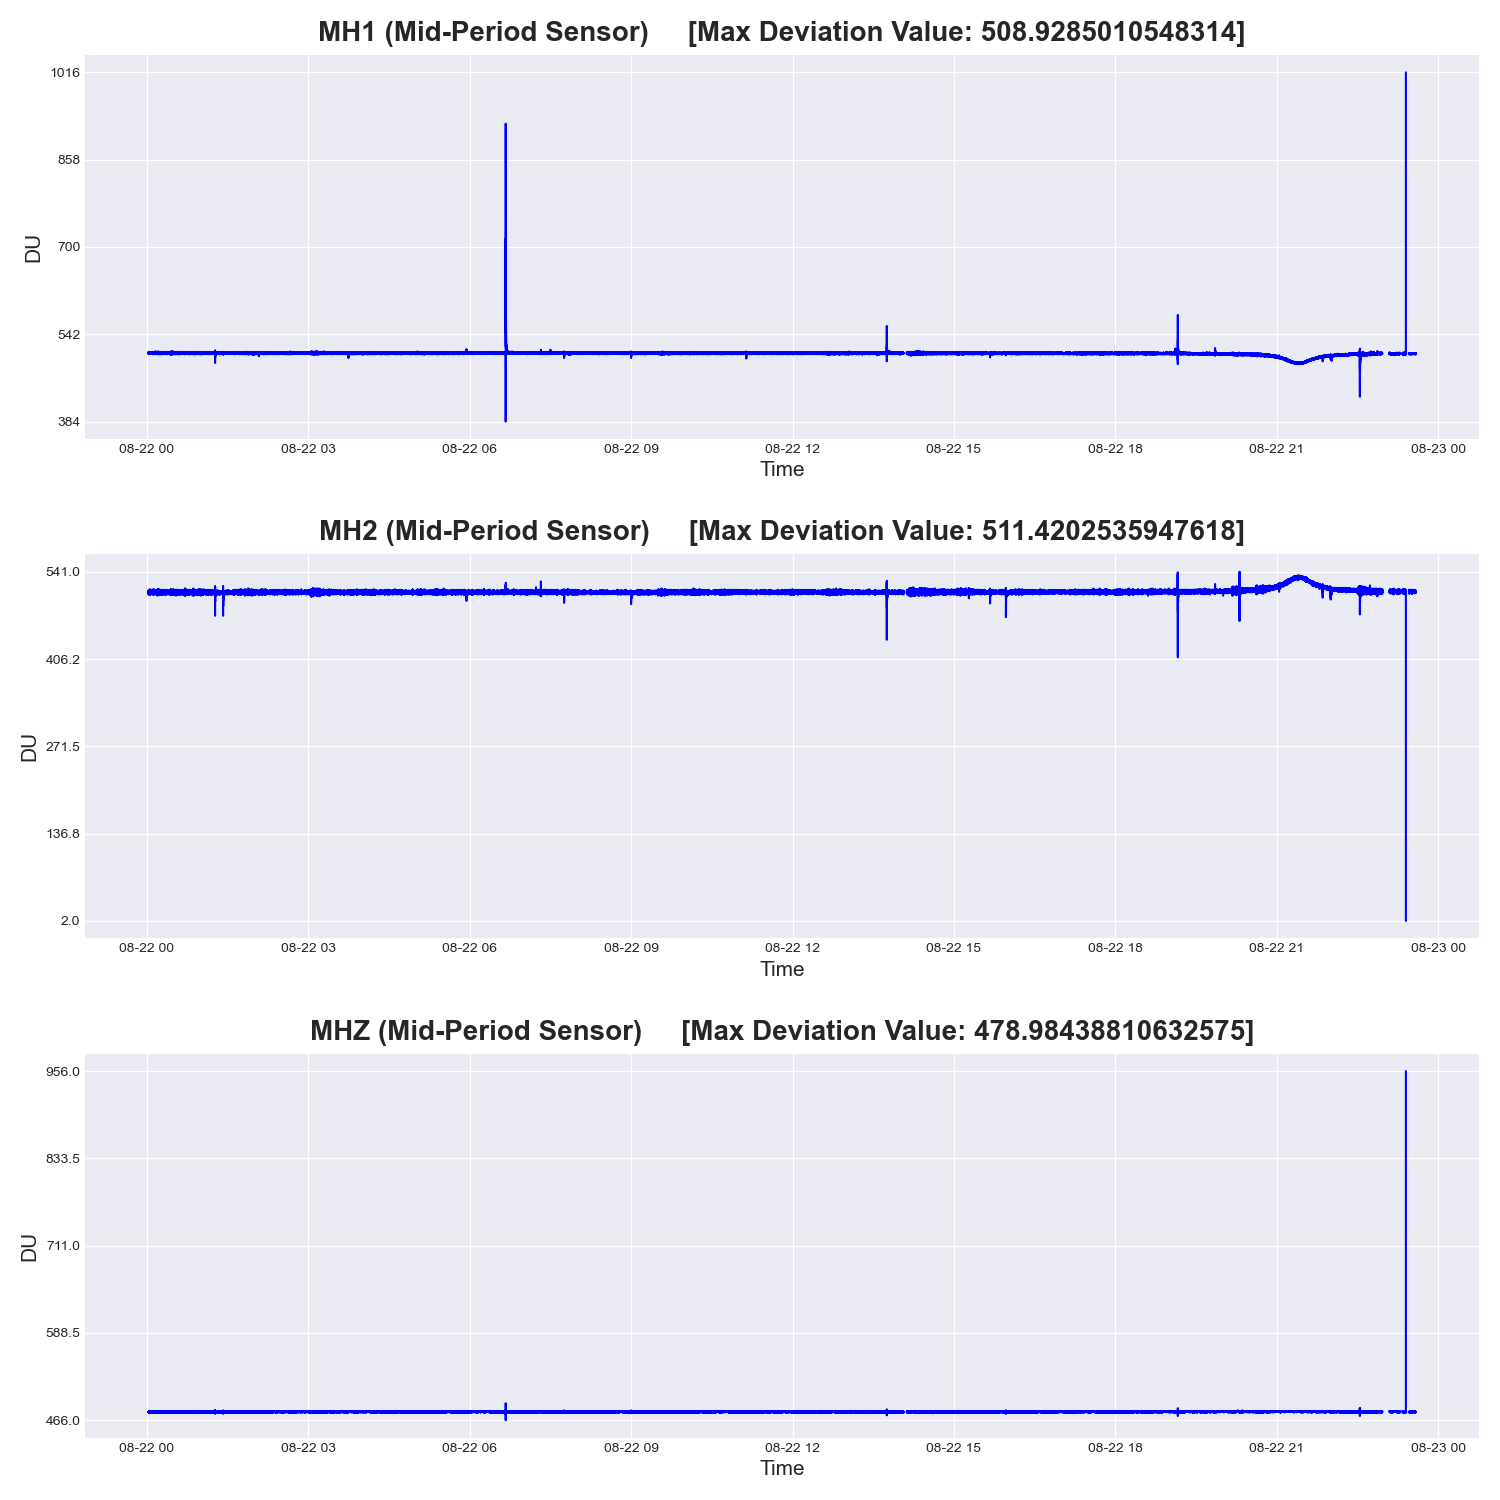 MH1 (Mid-Period Sensor) [Max Deviation Value: 508.9285010548314]
1016
858
700
542
384
DU
08-22 00 08-22 03 08-22 06 08-22 09 08-22 12 08-22 15 08-22 18 08-22 21 08-23 00
Time
MH2 (Mid-Period Sensor) [Max Deviation Value: 511.4202535947618]
541.0
406.2
271.5
136.8
2.0
DU
08-22 00 08-22 03 08-22 06 08-22 09 08-22 12 08-22 15 08-22 18 08-22 21 08-23 00
Time
MHZ (Mid-Period Sensor) [Max Deviation Value: 478.98438810632575]
956.0
833.5
711.0
588.5
466.0
DU
08-22 00 08-22 03 08-22 06 08-22 09 08-22 12 08-22 15 08-22 18 08-22 21 08-23 00
Time